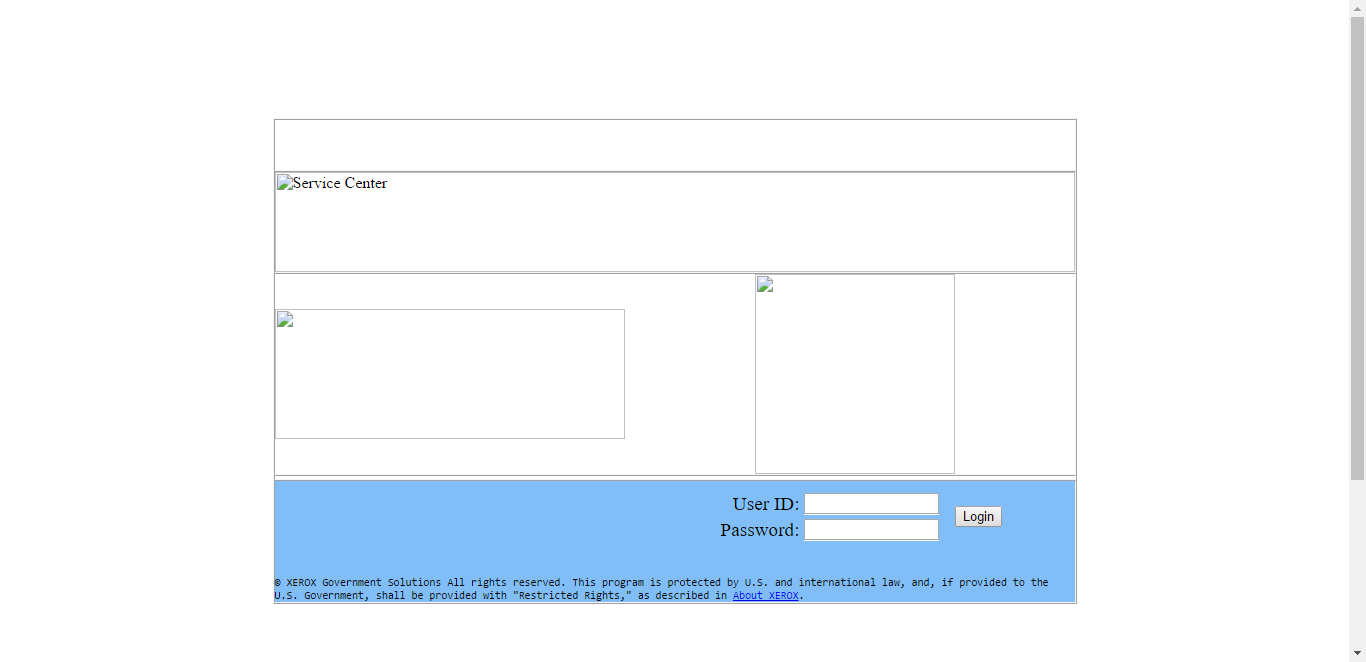 Service Center
User ID:
Login
Password:
© XEROX Government Solutions All rights reserved. This program is protected by U.S. and international law, and, if provided to the
U.S. Government, shall be provided with "Restricted Rights," as described in About XEROX.